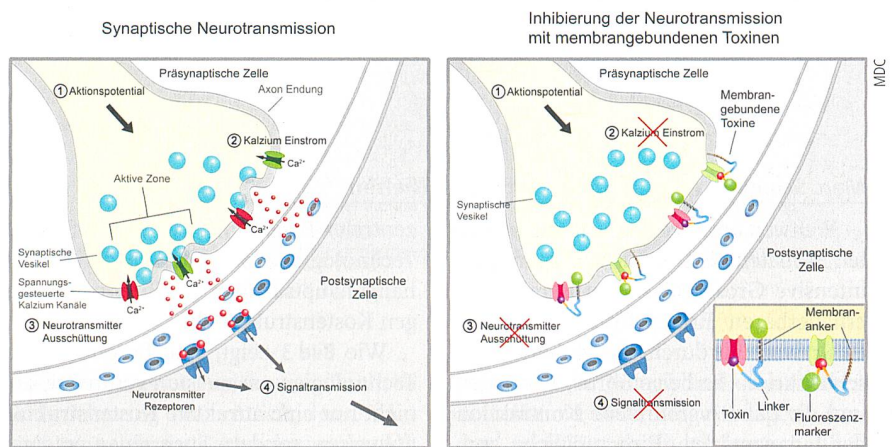 Synaptische Neurotransmission
Präsynaptische Zelle
① Aktionspotential
Axon Endung
② Kalzium Einstrom
Ca²⁺
Aktive Zone
Ca²⁺
Synaptische
Vesikel
Ca²⁺
Spannungs-
gesteuerte
Kalzium Kanäle
Ca²⁺
Postsynaptische
Zelle
③ Neurotransmitter
Ausschüttung
Neurotransmitter
Rezeptoren
④ Signaltransmission
Inhibierung der Neurotransmission
mit membrangebundenen Toxinen
MDC
Präsynaptische Zelle
① Aktionspotential
Membran-
gebundene
Toxine
② Kalzium Einstrom
Synaptische
Vesikel
Postsynaptische
Zelle
③ Neurotransmitter
Ausschüttung
④ Signaltransmission
Membran-
anker
Toxin
Linker
Fluoreszenz-
marker